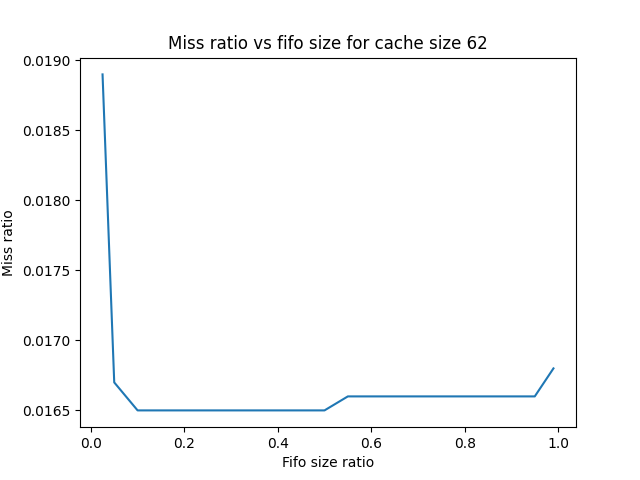 Miss ratio vs fifo size for cache size 62
0.0190
0.0185
0.0180
0.0175
0.0170
0.0165
Miss ratio
0.0 0.2 0.4 0.6 0.8 1.0
Fifo size ratio